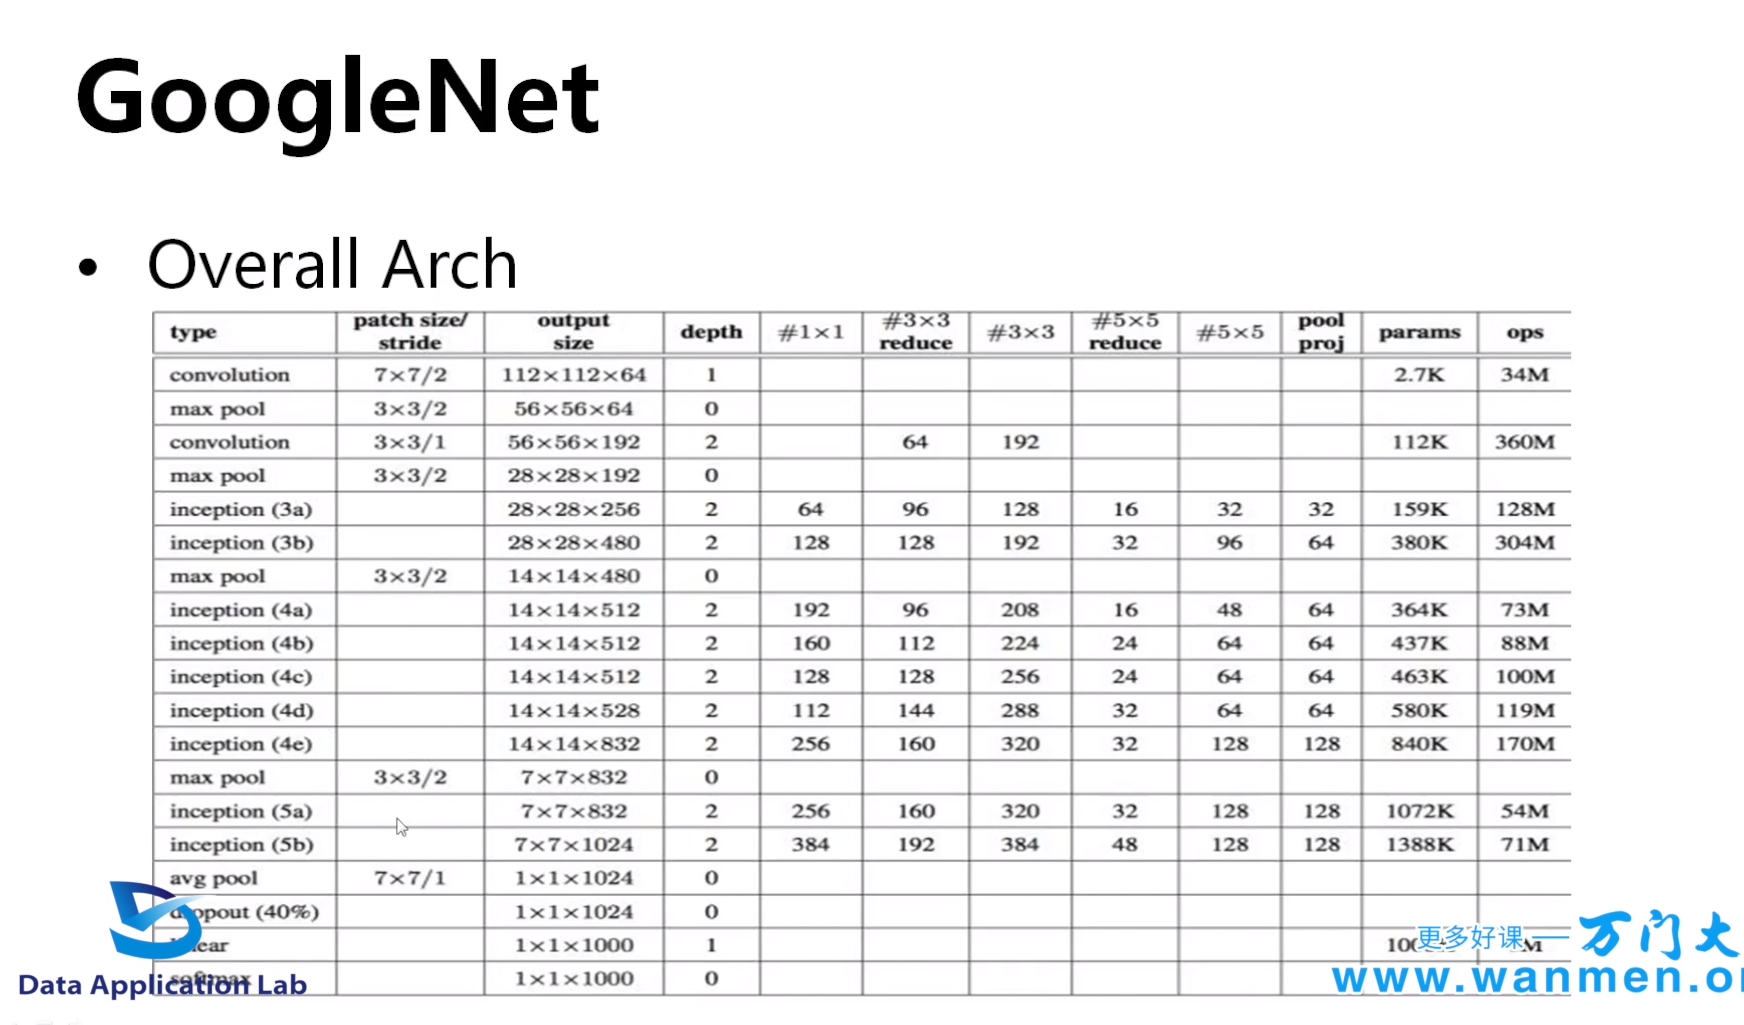 GoogleNet
• Overall Arch
type patch size/ stride output size depth #1×1 #3×3 reduce #3×3 #5×5 reduce #5×5 pool proj params ops
convolution 7×7/2 112×112×64 1 2.7K 34M
max pool 3×3/2 56×56×64 0
convolution 3×3/1 56×56×192 2 64 192 112K 360M
max pool 3×3/2 28×28×192 0
inception (3a) 28×28×256 2 64 96 128 16 32 32 159K 128M
inception (3b) 28×28×480 2 128 128 192 32 96 64 380K 304M
max pool 3×3/2 14×14×480 0
inception (4a) 14×14×512 2 192 96 208 16 48 64 364K 73M
inception (4b) 14×14×512 2 160 112 224 24 64 64 437K 88M
inception (4c) 14×14×512 2 128 128 256 24 64 64 463K 100M
inception (4d) 14×14×528 2 112 144 288 32 64 64 580K 119M
inception (4e) 14×14×832 2 256 160 320 32 128 128 840K 170M
max pool 3×3/2 7×7×832 0
inception (5a) 7×7×832 2 256 160 320 32 128 128 1072K 54M
inception (5b) 7×7×1024 2 384 192 384 48 128 128 1388K 71M
avg pool 7×7/1 1×1×1024 0
dropout (40%) 1×1×1024 0
1×1×1000 1
softmax 1×1×1000 0
Data Application Lab
更多好课 — 万门大
www.wanmen.o